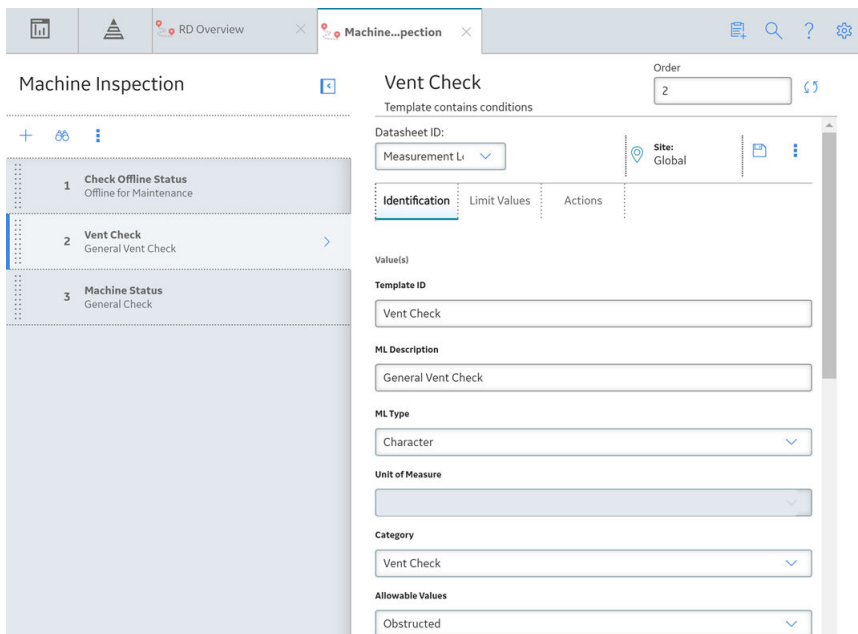 RD Overview
Machine...pection
Machine Inspection
1
Check Offline Status
Offline for Maintenance
2
Vent Check
General Vent Check
3
Machine Status
General Check
Vent Check
Template contains conditions
Order
2
Datasheet ID:
Measurement
Site:
Global
Identification
Limit Values
Actions
Value(s)
Template ID
Vent Check
ML Description
General Vent Check
ML Type
Character
Unit of Measure
Category
Vent Check
Allowable Values
Obstructed